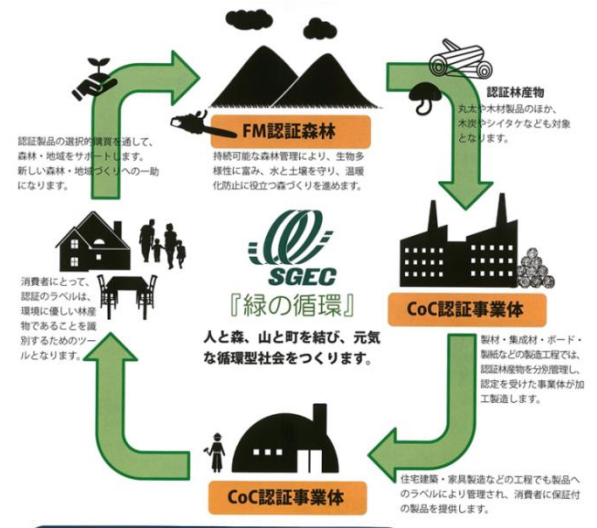 FM認証森林
持続可能な森林管理により、生物多
様性に富み、水と土壌を守り、温暖
化防止に役立つ森づくりを進めます。
認証林産物
丸太や木材製品のほか、
木炭やシイタケなども対象
となります。
CoC認証事業体
製材・集成材・ボード・
製紙などの製造工程では、
認証林産物を分別管理し、
認定を受けた事業体が加
工製造します。
住宅建築・家具製造などの工程でも製品へ
のラベルにより管理され、消費者に保証付
の製品を提供します。
CoC認証事業体
消費者にとって、
認証のラベルは、
環境に優しい林産
物であることを識
別するためのツー
ルとなります。
認証製品の選択的購買を通して、
森林・地域をサポートします。
新しい森林・地域づくりへの一助
になります。
SGEC
『緑の循環』
人と森、山と町を結び、元気
な循環型社会をつくります。